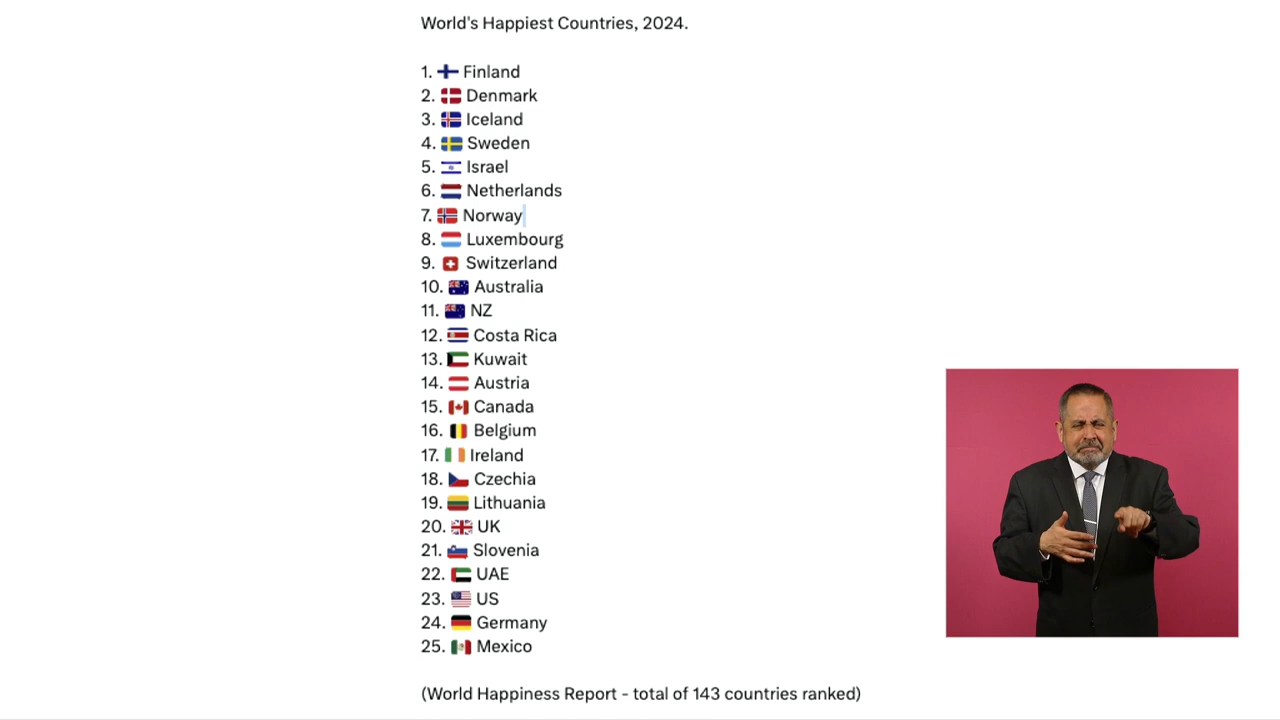 World's Happiest Countries, 2024.
1. 🇫🇮 Finland
2. 🇩🇰 Denmark
3. 🇮🇸 Iceland
4. 🇸🇪 Sweden
5. 🇮🇱 Israel
6. 🇳🇱 Netherlands
7. 🇳🇴 Norway
8. 🇱🇺 Luxembourg
9. 🇨🇭 Switzerland
10. 🇦🇺 Australia
11. 🇳🇿 NZ
12. 🇨🇷 Costa Rica
13. 🇰🇼 Kuwait
14. 🇦🇹 Austria
15. 🇨🇦 Canada
16. 🇧🇪 Belgium
17. 🇮🇪 Ireland
18. 🇨🇿 Czechia
19. 🇱🇹 Lithuania
20. 🇬🇧 UK
21. 🇸🇮 Slovenia
22. 🇦🇪 UAE
23. 🇺🇸 US
24. 🇩🇪 Germany
25. 🇲🇽 Mexico
(World Happiness Report - total of 143 countries ranked)